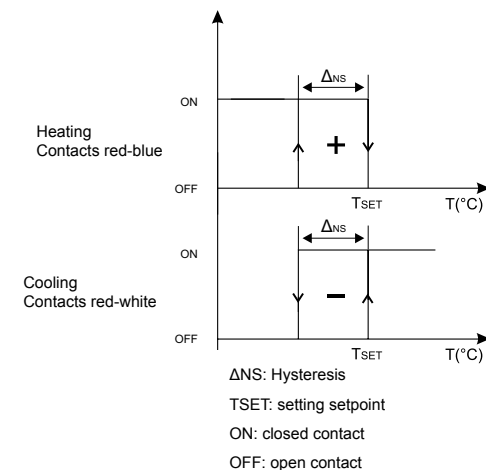 ΔNS
ON
Heating
Contacts red-blue
+
OFF
TSET
T(°C)
ΔNS
ON
Cooling
Contacts red-white
−
OFF
TSET
T(°C)
ΔNS: Hysteresis
TSET: setting setpoint
ON: closed contact
OFF: open contact